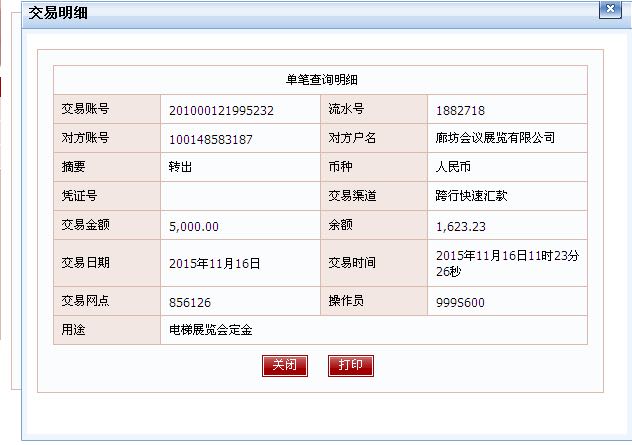 交易明细
单笔查询明细
交易账号 201000121995232 流水号 1882718
对方账号 100148583187 对方户名 廊坊会议展览有限公司
摘要 转出 币种 人民币
凭证号 交易渠道 跨行快速汇款
交易金额 5,000.00 余额 1,623.23
交易日期 2015年11月16日 交易时间 2015年11月16日11时23分
26秒
交易网点 856126 操作员 999S600
用途 电梯展览会定金
关闭 打印